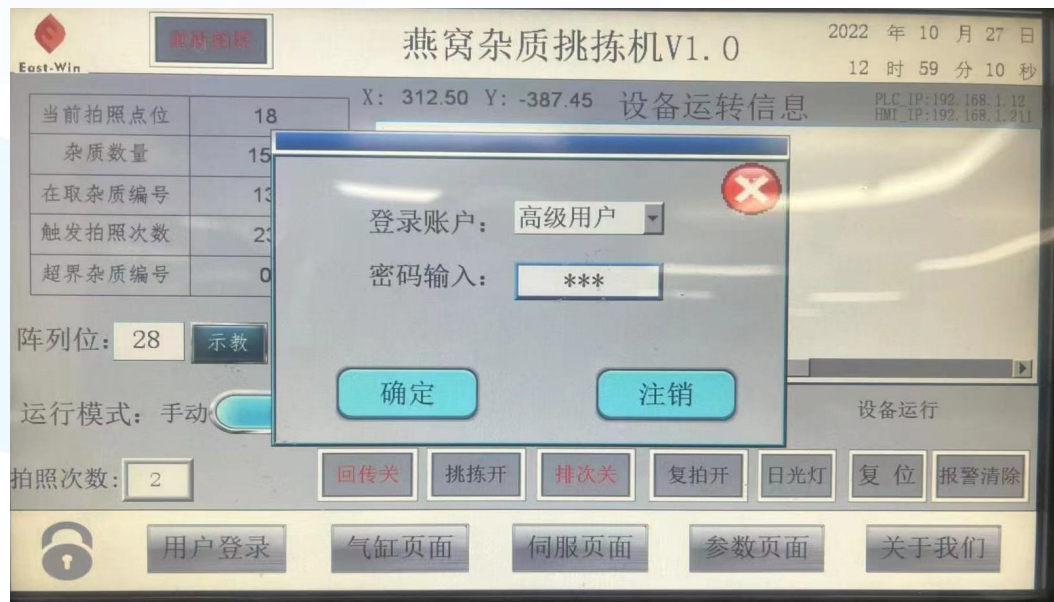 East-Win
燕窝杂质挑拣机V1.0
2022 年 10 月 27 日
12 时 59 分 10 秒
X: 312.50 Y: -387.45
设备运转信息
PLC_IP:192.168.1.12
HMI_IP:192.168.1.211
当前拍照点位 18
杂质数量 15
在取杂质编号 13
触发拍照次数 23
超界杂质编号 0
登录账户: 高级用户
密码输入: ***
确定 注销
阵列位: 28 示教
运行模式: 手动
设备运行
拍照次数: 2
回传关 挑拣开 排次关 复拍开 日光灯 复 位 报警清除
用户登录 气缸页面 伺服页面 参数页面 关于我们